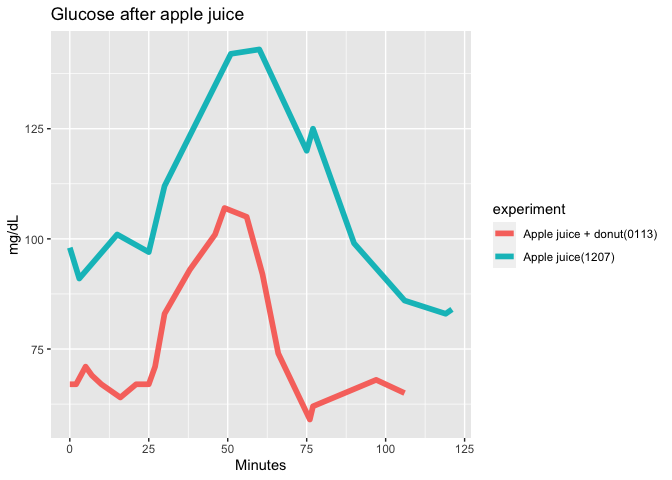 Glucose after apple juice
mg/dL
125
100
75
0 25 50 75 100 125
Minutes
experiment
Apple juice + donut(0113)
Apple juice(1207)